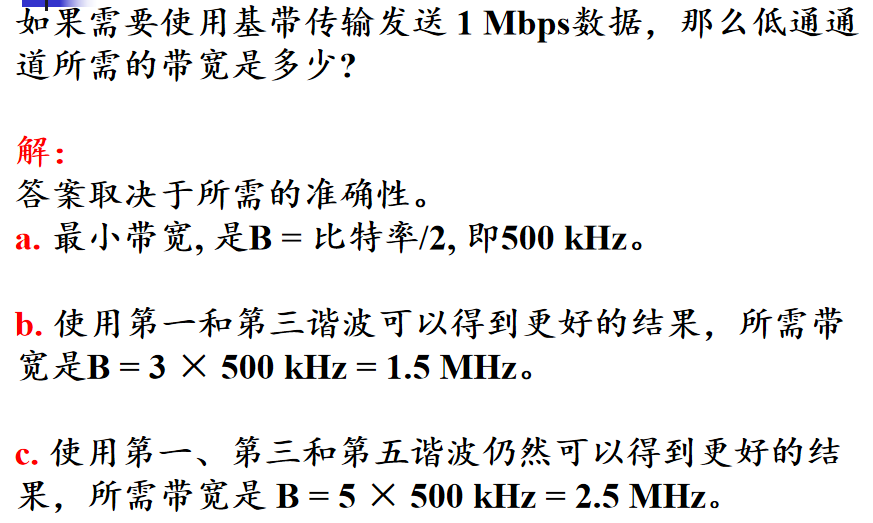 如果需要使用基带传输发送 1 Mbps数据，那么低通通
道所需的带宽是多少?
解：
答案取决于所需的准确性。
a. 最小带宽, 是B = 比特率/2, 即500 kHz。
b. 使用第一和第三谐波可以得到更好的结果，所需带
宽是B = 3 × 500 kHz = 1.5 MHz。
c. 使用第一、第三和第五谐波仍然可以得到更好的结
果，所需带宽是 B = 5 × 500 kHz = 2.5 MHz。